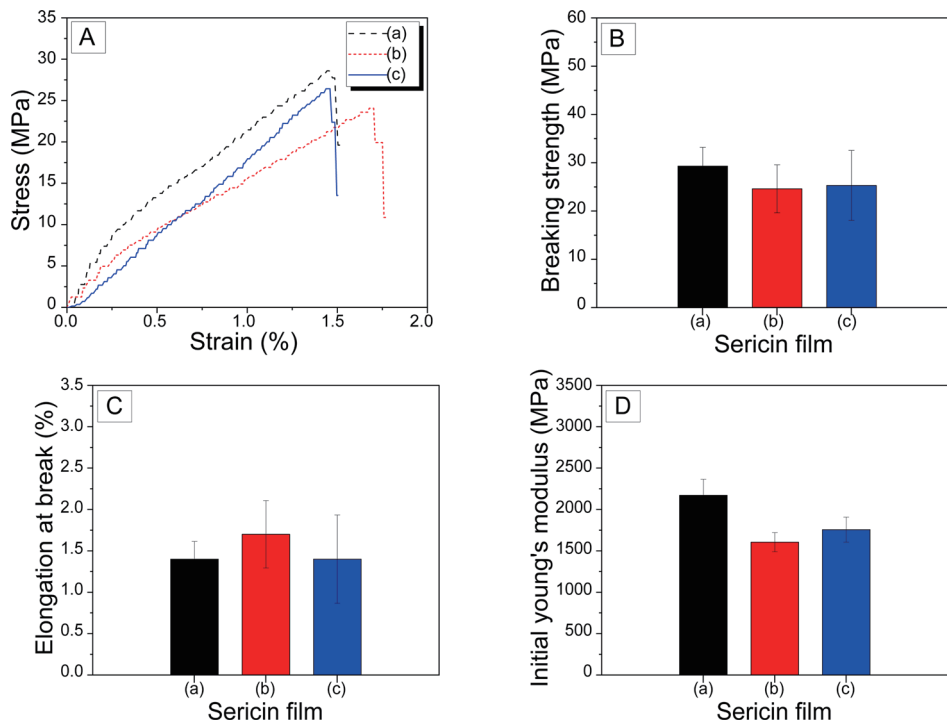 A
(a)
(b)
(c)
Stress (MPa)
35
30
25
20
15
10
5
0
0.0 0.5 1.0 1.5 2.0
Strain (%)
B
Breaking strength (MPa)
60
50
40
30
20
10
0
(a) (b) (c)
Sericin film
C
Elongation at break (%)
3.5
3.0
2.5
2.0
1.5
1.0
0.5
0.0
(a) (b) (c)
Sericin film
D
Initial young's modulus (MPa)
3500
3000
2500
2000
1500
1000
500
0
(a) (b) (c)
Sericin film